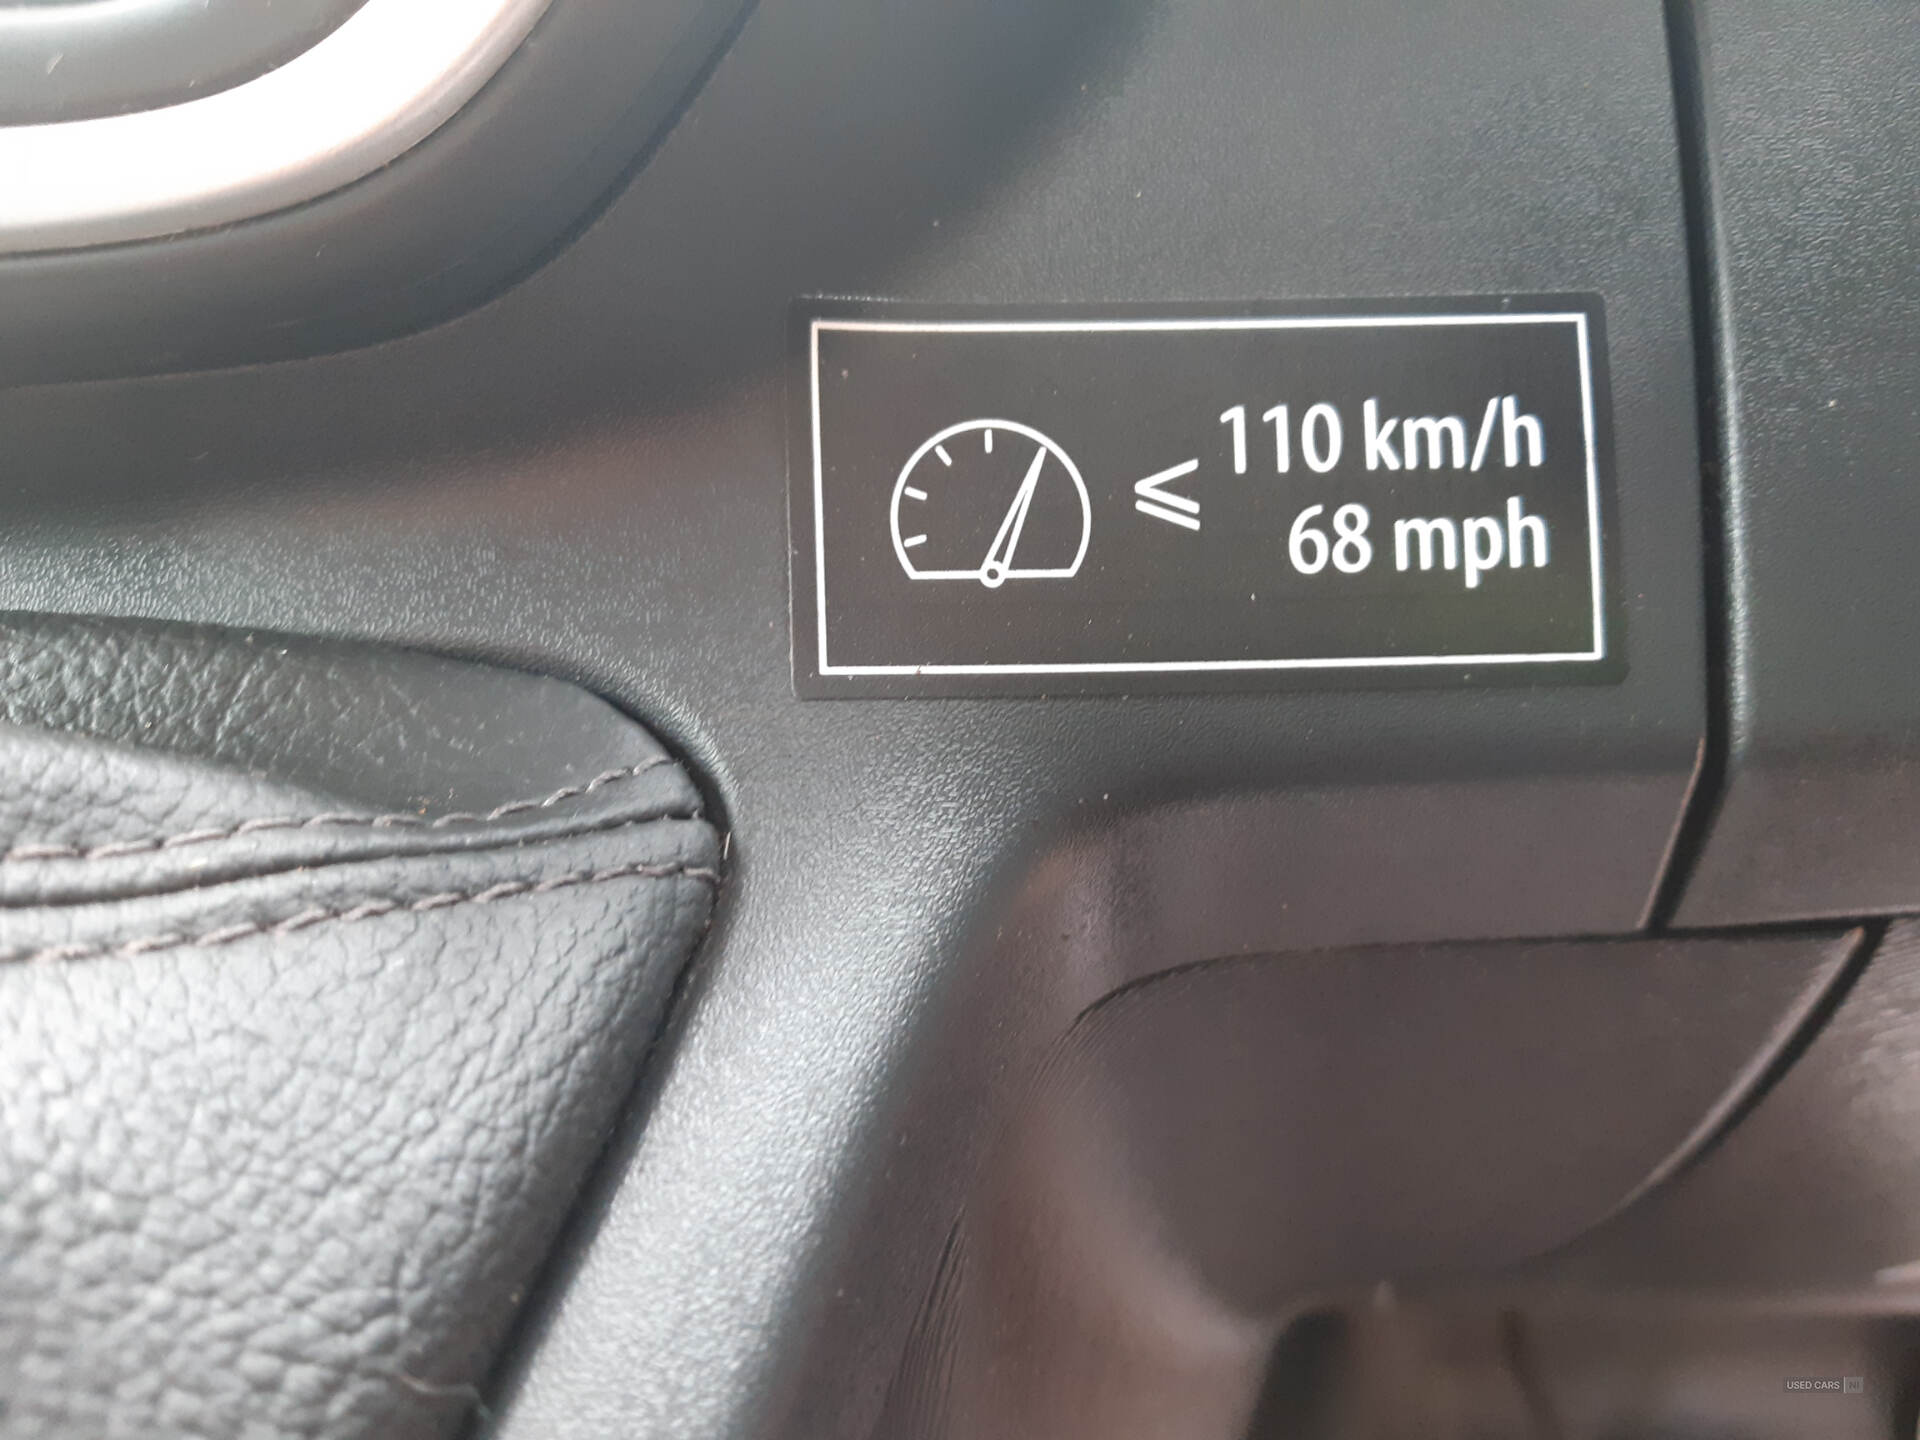 ⩽ 110 km/h
68 mph
USED CARS NI